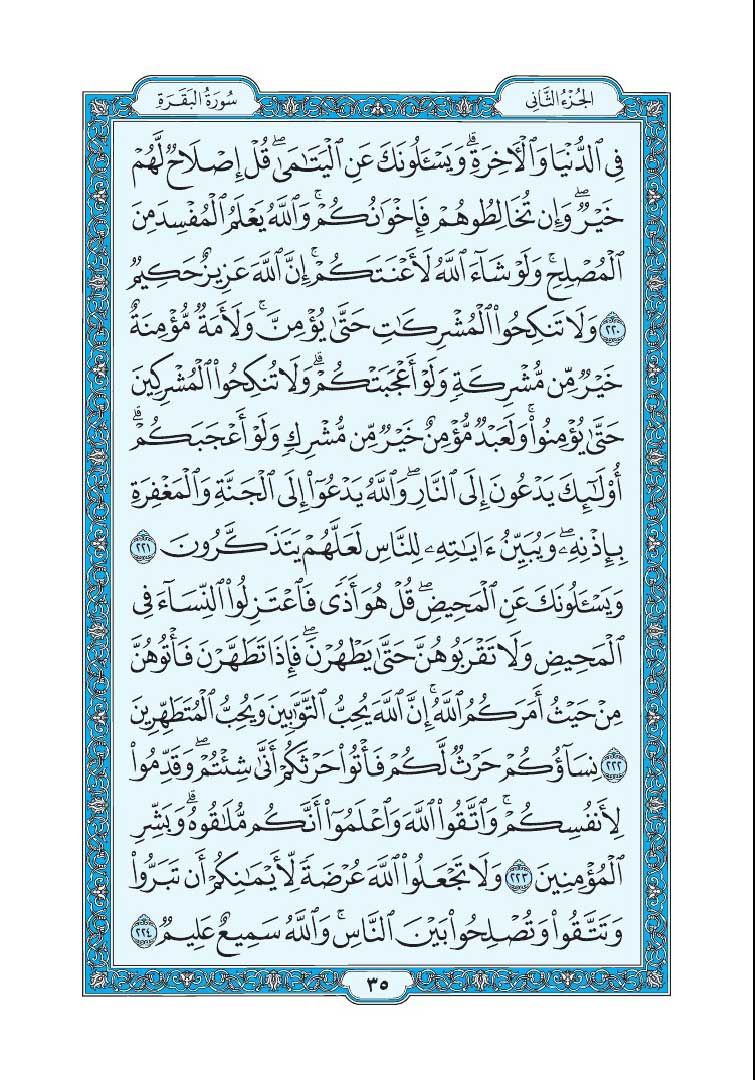 الجُزْءُ الثَّانِي
سُورَةُ البَقَرَةِ
فِي ٱلدُّنْيَا وَٱلْأٓخِرَةِۗ وَيَسْـَٔلُونَكَ عَنِ ٱلْيَتَٰمَىٰۖ قُلْ إِصْلَاحٌ لَّهُمْ
خَيْرٌۖ وَإِن تُخَالِطُوهُمْ فَإِخْوَٰنُكُمْۚ وَٱللَّهُ يَعْلَمُ ٱلْمُفْسِدَ مِنَ
ٱلْمُصْلِحِۚ وَلَوْ شَآءَ ٱللَّهُ لَأَعْنَتَكُمْۚ إِنَّ ٱللَّهَ عَزِيزٌ حَكِيمٌ
٢٢٠ وَلَا تَنكِحُوا۟ ٱلْمُشْرِكَٰتِ حَتَّىٰ يُؤْمِنَّۚ وَلَأَمَةٌ مُّؤْمِنَةٌ
خَيْرٌ مِّن مُّشْرِكَةٍ وَلَوْ أَعْجَبَتْكُمْۗ وَلَا تُنكِحُوا۟ ٱلْمُشْرِكِينَ
حَتَّىٰ يُؤْمِنُوا۟ۚ وَلَعَبْدٌ مُّؤْمِنٌ خَيْرٌ مِّن مُّشْرِكٍ وَلَوْ أَعْجَبَكُمْۗ
أُو۟لَٰٓئِكَ يَدْعُونَ إِلَى ٱلنَّارِۖ وَٱللَّهُ يَدْعُوٓا۟ إِلَى ٱلْجَنَّةِ وَٱلْمَغْفِرَةِ
بِإِذْنِهِۦۖ وَيُبَيِّنُ ءَايَٰتِهِۦ لِلنَّاسِ لَعَلَّهُمْ يَتَذَكَّرُونَ ٢٢١
وَيَسْـَٔلُونَكَ عَنِ ٱلْمَحِيضِۖ قُلْ هُوَ أَذًى فَٱعْتَزِلُوا۟ ٱلنِّسَآءَ فِي
ٱلْمَحِيضِ وَلَا تَقْرَبُوهُنَّ حَتَّىٰ يَطْهُرْنَۖ فَإِذَا تَطَهَّرْنَ فَأْتُوهُنَّ
مِنْ حَيْثُ أَمَرَكُمُ ٱللَّهُۚ إِنَّ ٱللَّهَ يُحِبُّ ٱلتَّوَّٰبِينَ وَيُحِبُّ ٱلْمُتَطَهِّرِينَ
٢٢٢ نِسَآؤُكُمْ حَرْثٌ لَّكُمْ فَأْتُوا۟ حَرْثَكُمْ أَنَّىٰ شِئْتُمْۖ وَقَدِّمُوا۟
لِأَنفُسِكُمْۚ وَٱتَّقُوا۟ ٱللَّهَ وَٱعْلَمُوٓا۟ أَنَّكُم مُّلَٰقُوهُۗ وَبَشِّرِ
ٱلْمُؤْمِنِينَ ٢٢٣ وَلَا تَجْعَلُوا۟ ٱللَّهَ عُرْضَةً لِّأَيْمَٰنِكُمْ أَن تَبَرُّوا۟
وَتَتَّقُوا۟ وَتُصْلِحُوا۟ بَيْنَ ٱلنَّاسِۚ وَٱللَّهُ سَمِيعٌ عَلِيمٌ ٢٢٤
٣٥